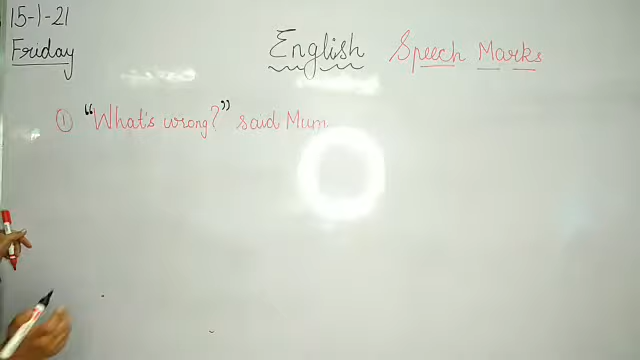 15-1-21
Friday
English Speech Marks
① "What's wrong?" said Mum